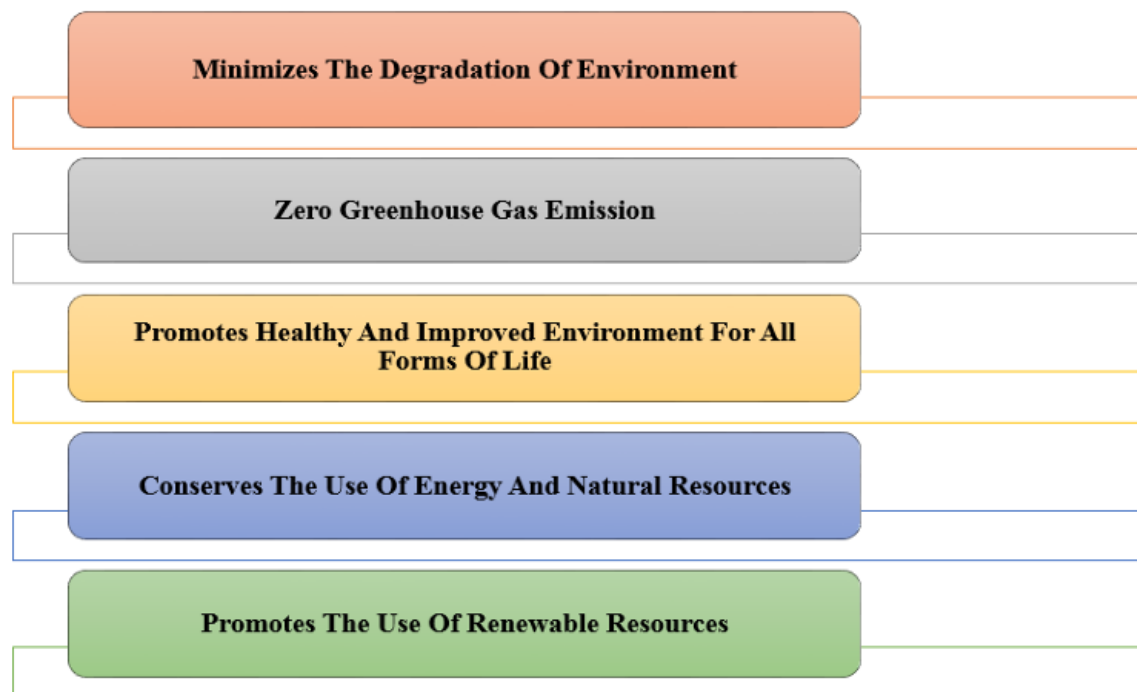 Minimizes The Degradation Of Environment
Zero Greenhouse Gas Emission
Promotes Healthy And Improved Environment For All
Forms Of Life
Conserves The Use Of Energy And Natural Resources
Promotes The Use Of Renewable Resources